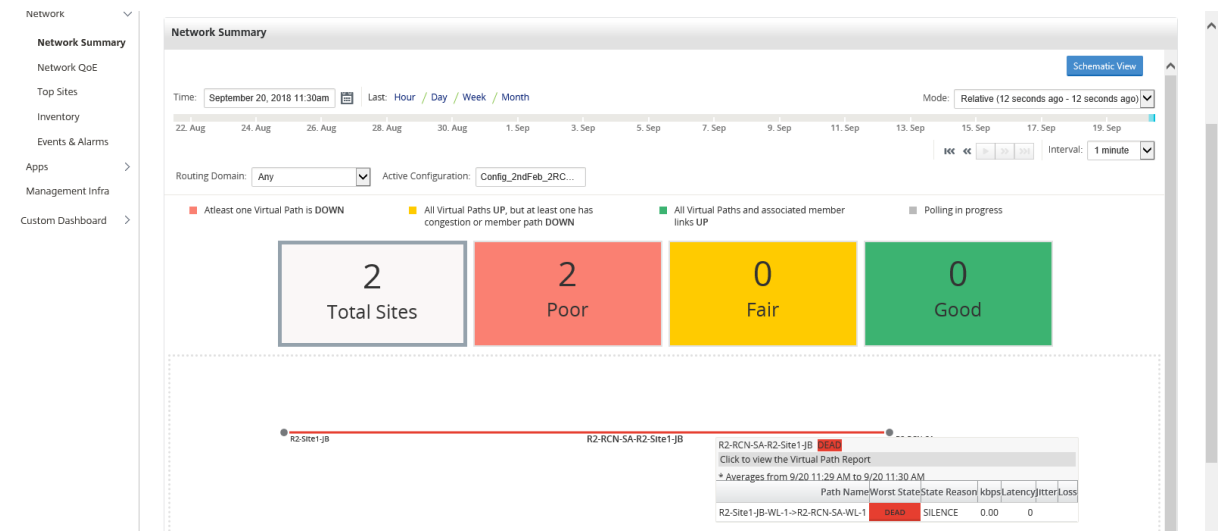 Network
Network Summary
Network QoE
Top Sites
Inventory
Events & Alarms
Apps
Management Infra
Custom Dashboard
Network Summary
Schematic View
Time: September 20, 2018 11:30am Last: Hour / Day / Week / Month
Mode: Relative (12 seconds ago - 12 seconds ago)
22. Aug 24. Aug 26. Aug 28. Aug 30. Aug 1. Sep 3. Sep 5. Sep 7. Sep 9. Sep 11. Sep 13. Sep 15. Sep 17. Sep 19. Sep
Interval: 1 minute
Routing Domain: Any Active Configuration: Config_2ndFeb_2RC...
Atleast one Virtual Path is DOWN
All Virtual Paths UP, but at least one has
congestion or member path DOWN
All Virtual Paths and associated member
links UP
Polling in progress
2
Total Sites
2
Poor
0
Fair
0
Good
R2-Site1-JB
R2-RCN-SA-R2-Site1-JB
R2-RCN-SA-R2-Site1-JB DEAD
Click to view the Virtual Path Report
* Averages from 9/20 11:29 AM to 9/20 11:30 AM
Path Name Worst State State Reason kbps Latency Jitter Loss
R2-Site1-JB-WL-1->R2-RCN-SA-WL-1 DEAD SILENCE 0.00 0